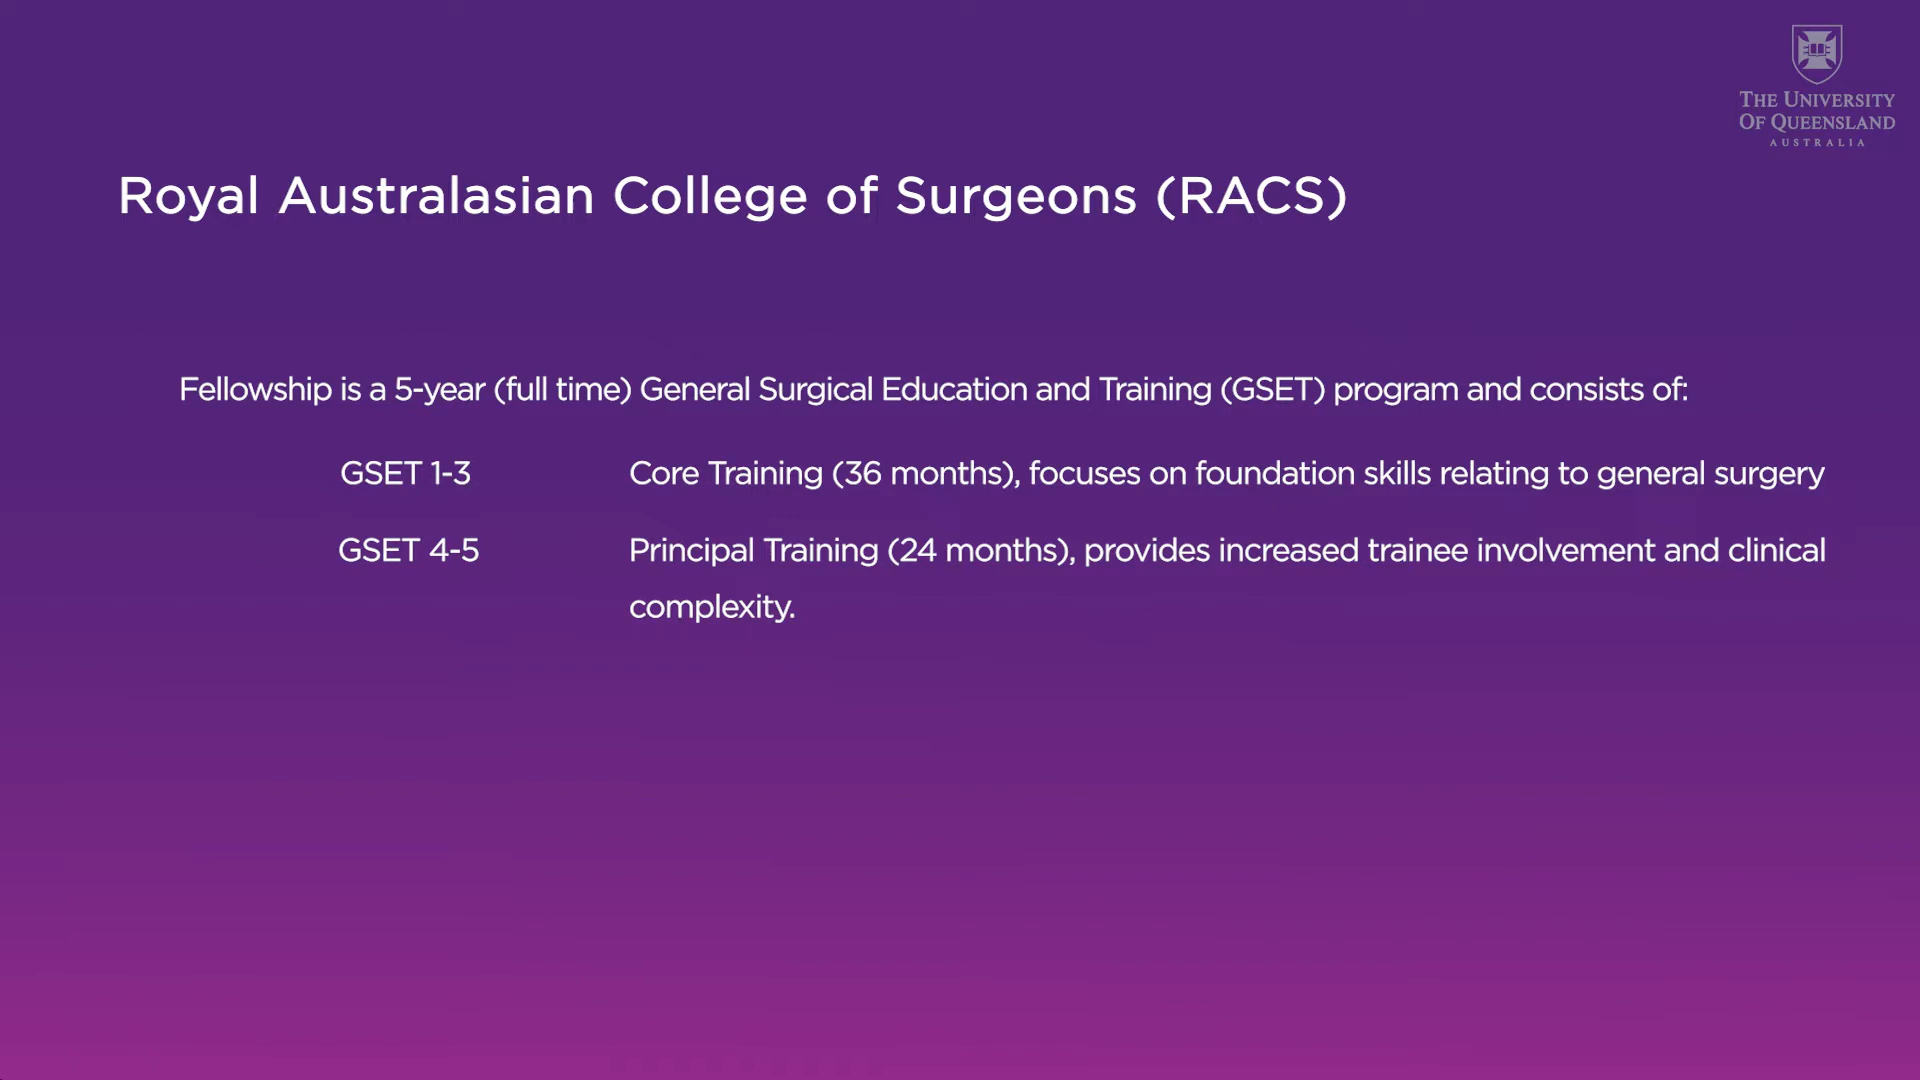 THE UNIVERSITY
OF QUEENSLAND
AUSTRALIA
Royal Australasian College of Surgeons (RACS)
Fellowship is a 5-year (full time) General Surgical Education and Training (GSET) program and consists of:
GSET 1-3 Core Training (36 months), focuses on foundation skills relating to general surgery
GSET 4-5 Principal Training (24 months), provides increased trainee involvement and clinical
complexity.